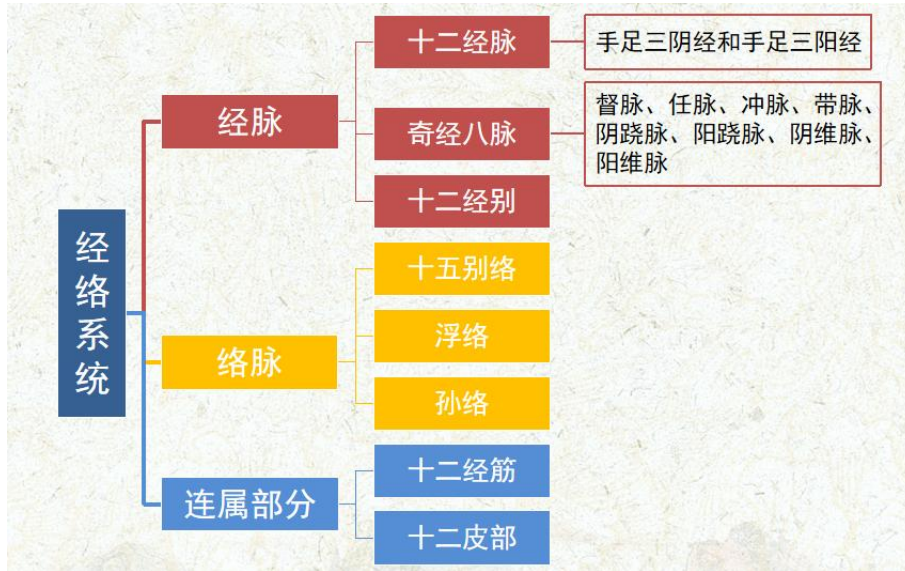 经络系统
经脉
十二经脉
手足三阴经和手足三阳经
奇经八脉
督脉、任脉、冲脉、带脉、
阴跷脉、阳跷脉、阴维脉、
阳维脉
十二经别
络脉
十五别络
浮络
孙络
连属部分
十二经筋
十二皮部